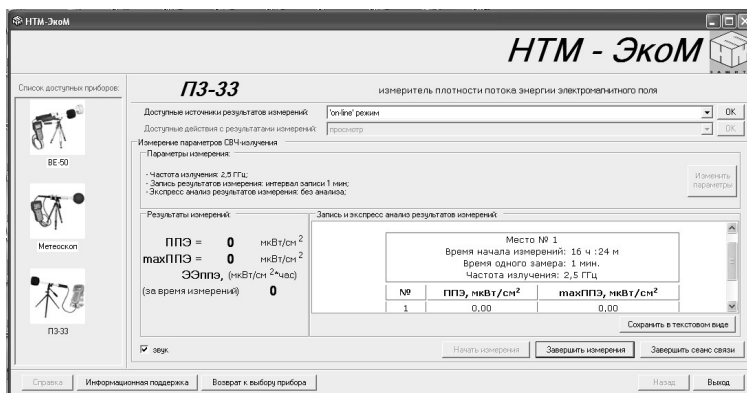 НТМ-ЭкоМ
НТМ - ЭкоМ
Список доступных приборов:
ВЕ-50
Метеоскоп
П3-33
П3-33
измеритель плотности потока энергии электромагнитного поля
Доступные источники результатов измерений:
'on-line' режим
OK
Доступные действия с результатами измерений:
просмотр
OK
Измерение параметров СВЧ-излучения
Параметры измерения:
- Частота излучения: 2,5 ГГц;
- Запись результатов измерения: интервал записи 1 мин;
- Экспресс анализ результатов измерения: без анализа;
Изменить
параметры
Результаты измерений:
ППЭ = 0 мкВт/см 2
maxППЭ = 0 мкВт/см 2
ЭЭппэ, (мкВт/см 2*час)
(за время измерений) 0
Запись и экспресс анализ результатов измерений:
Место № 1
Время начала измерений: 16 ч :24 м
Время одного замера: 1 мин.
Частота излучения: 2,5 ГГц
№ ППЭ, мкВт/см² maxППЭ, мкВт/см²
1 0,00 0,00
Сохранить в текстовом виде
звук
Начать измерения
Завершить измерения
Завершить сеанс связи
Справка
Информационная поддержка
Возврат к выбору прибора
Назад
Выход